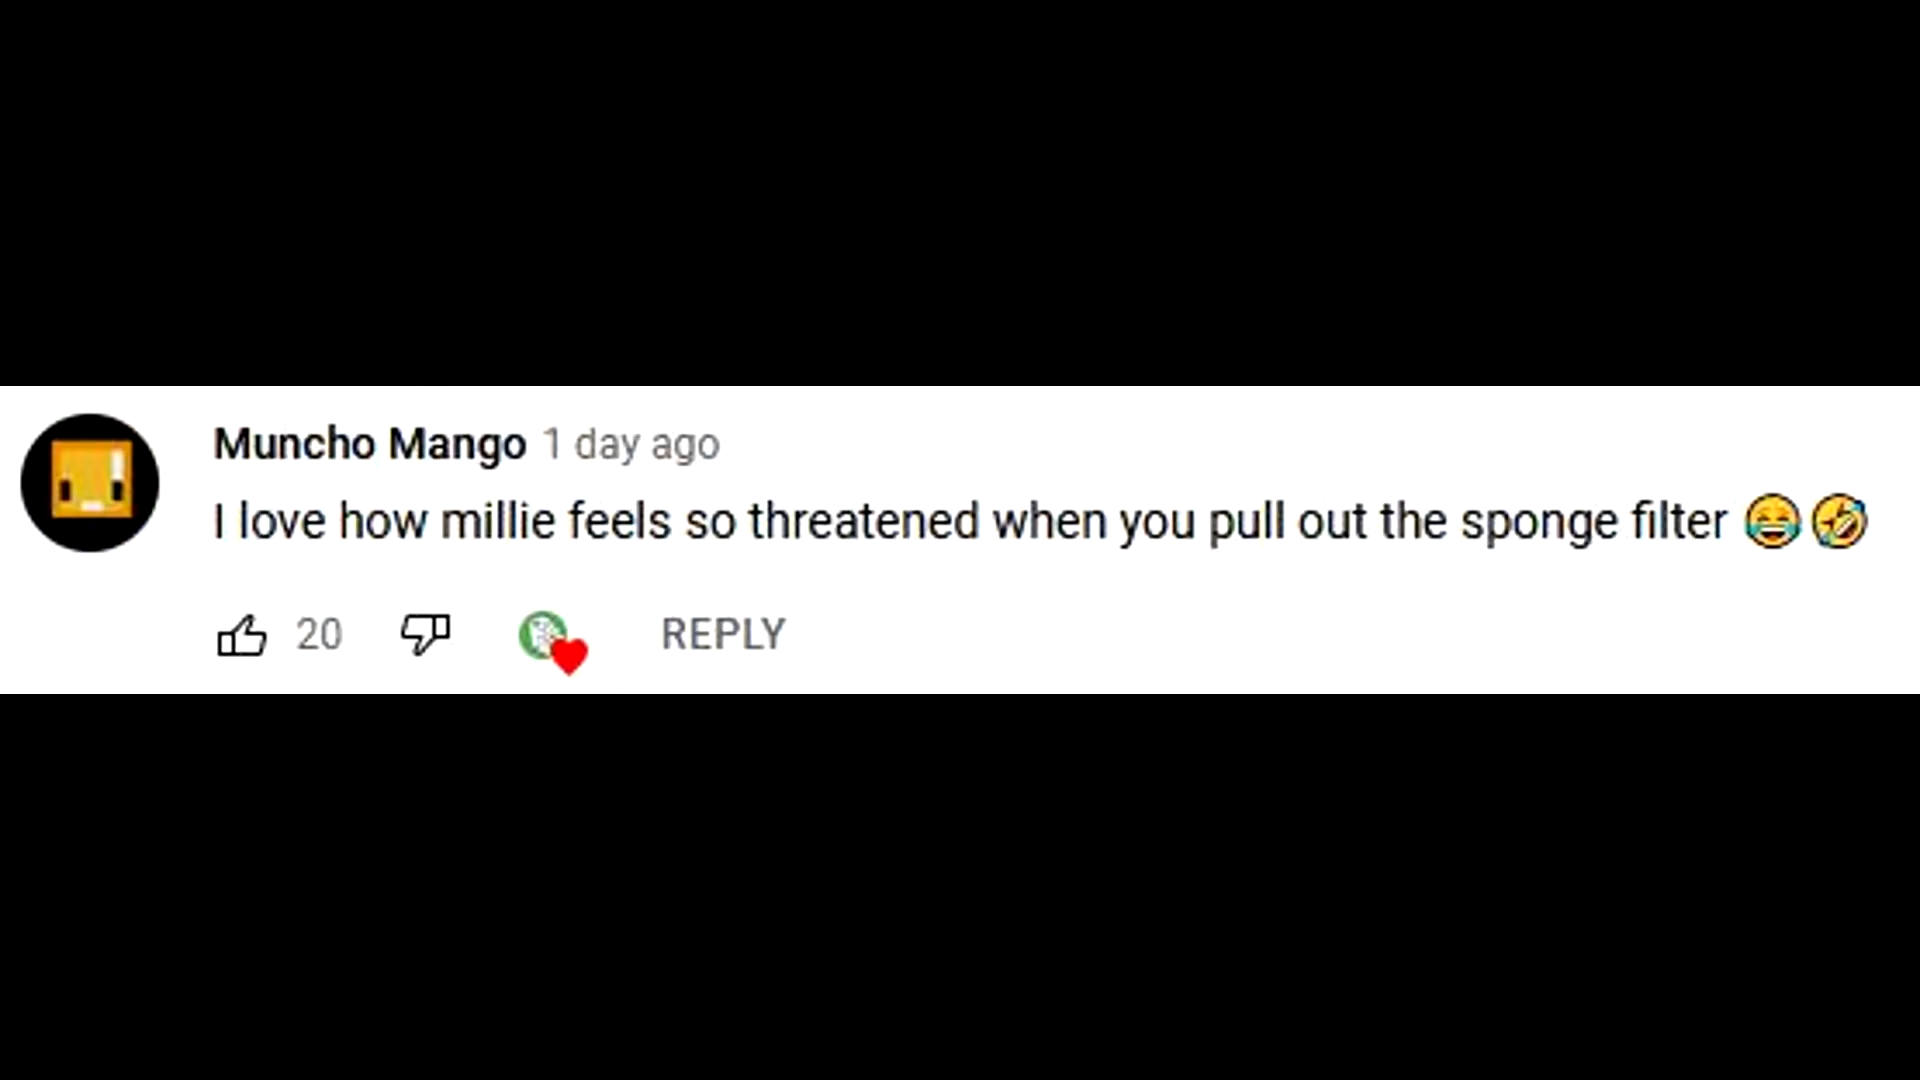 Muncho Mango 1 day ago
I love how millie feels so threatened when you pull out the sponge filter 😂🤣
20 REPLY